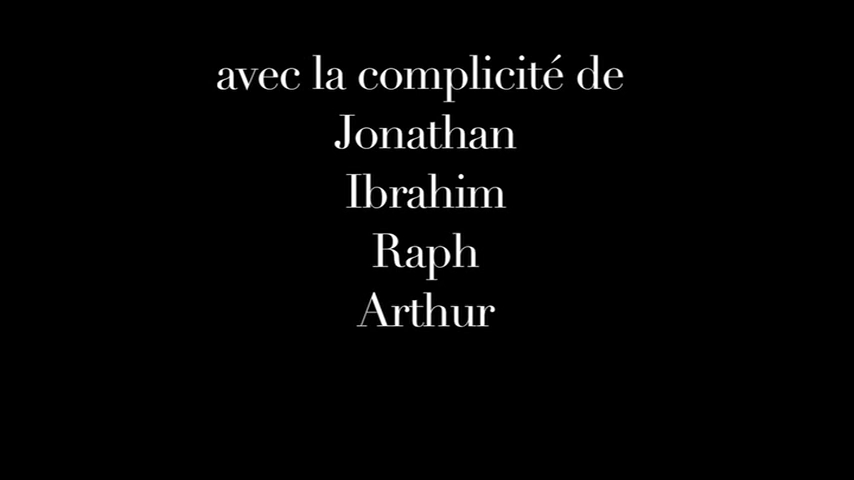 avec la complicité de
Jonathan
Ibrahim
Raph
Arthur